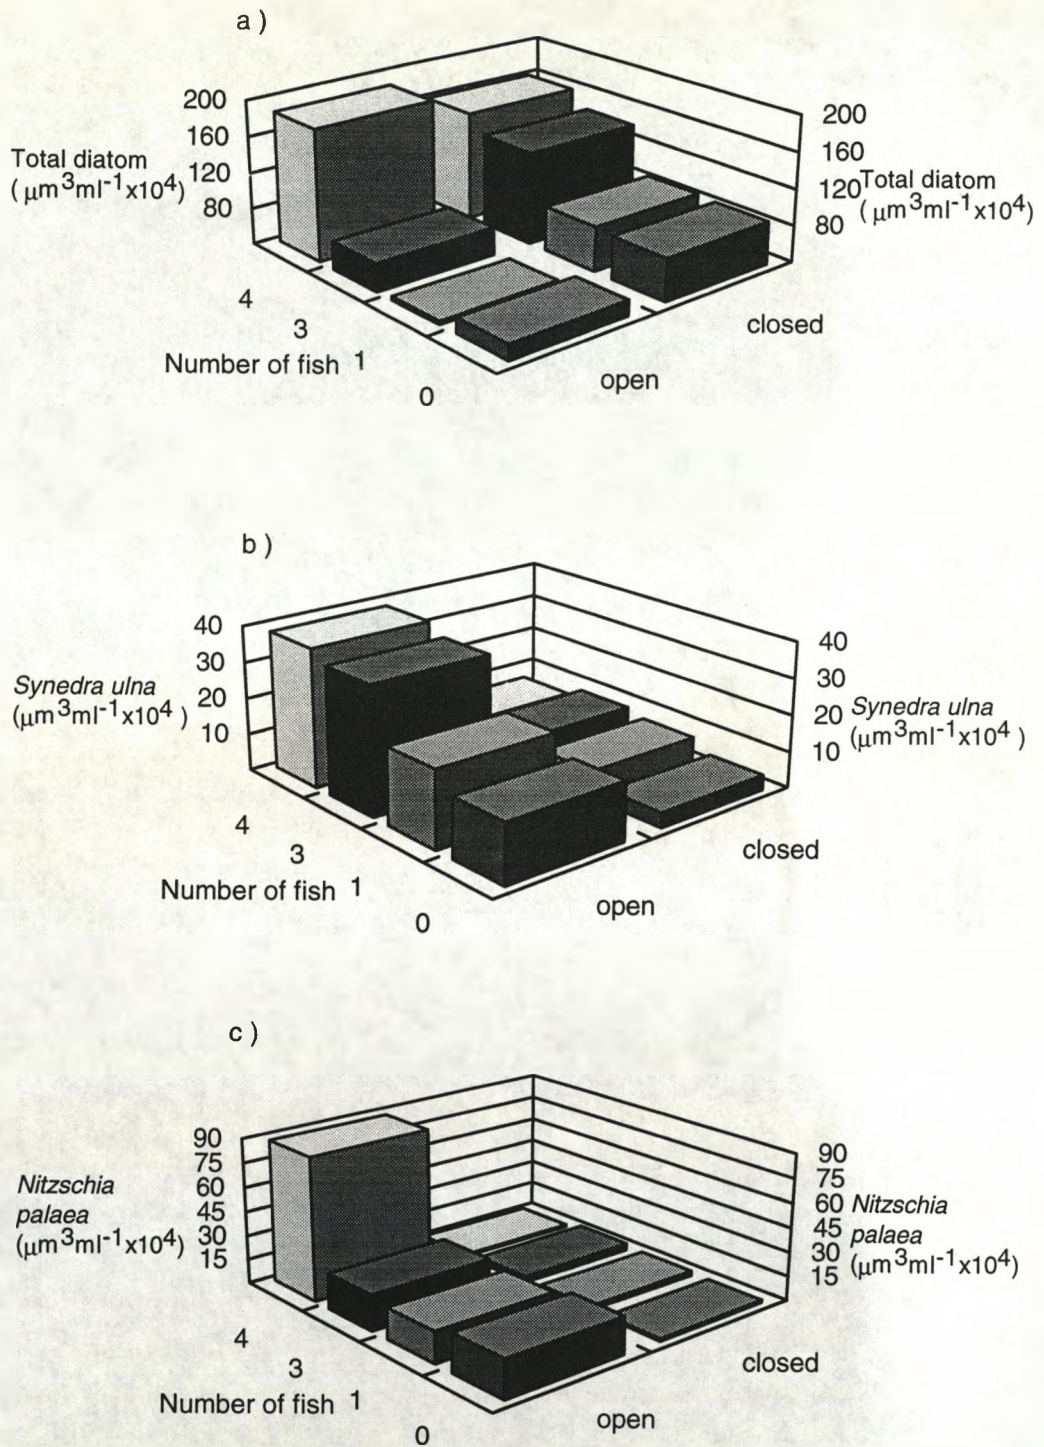 a )
200
160
120
80
Total diatom
( μm³ml⁻¹x10⁴)
200
160
120
80
Total diatom
( μm³ml⁻¹x10⁴)
4
3
1
0
Number of fish
open
closed
b )
40
30
20
10
Synedra ulna
(μm³ml⁻¹x10⁴ )
40
30
20
10
Synedra ulna
(μm³ml⁻¹x10⁴ )
4
3
1
0
Number of fish
open
closed
c )
90
75
60
45
30
15
Nitzschia
palaea
(μm³ml⁻¹x10⁴)
90
75
60
45
30
15
Nitzschia
palaea
(μm³ml⁻¹x10⁴)
4
3
1
0
Number of fish
open
closed